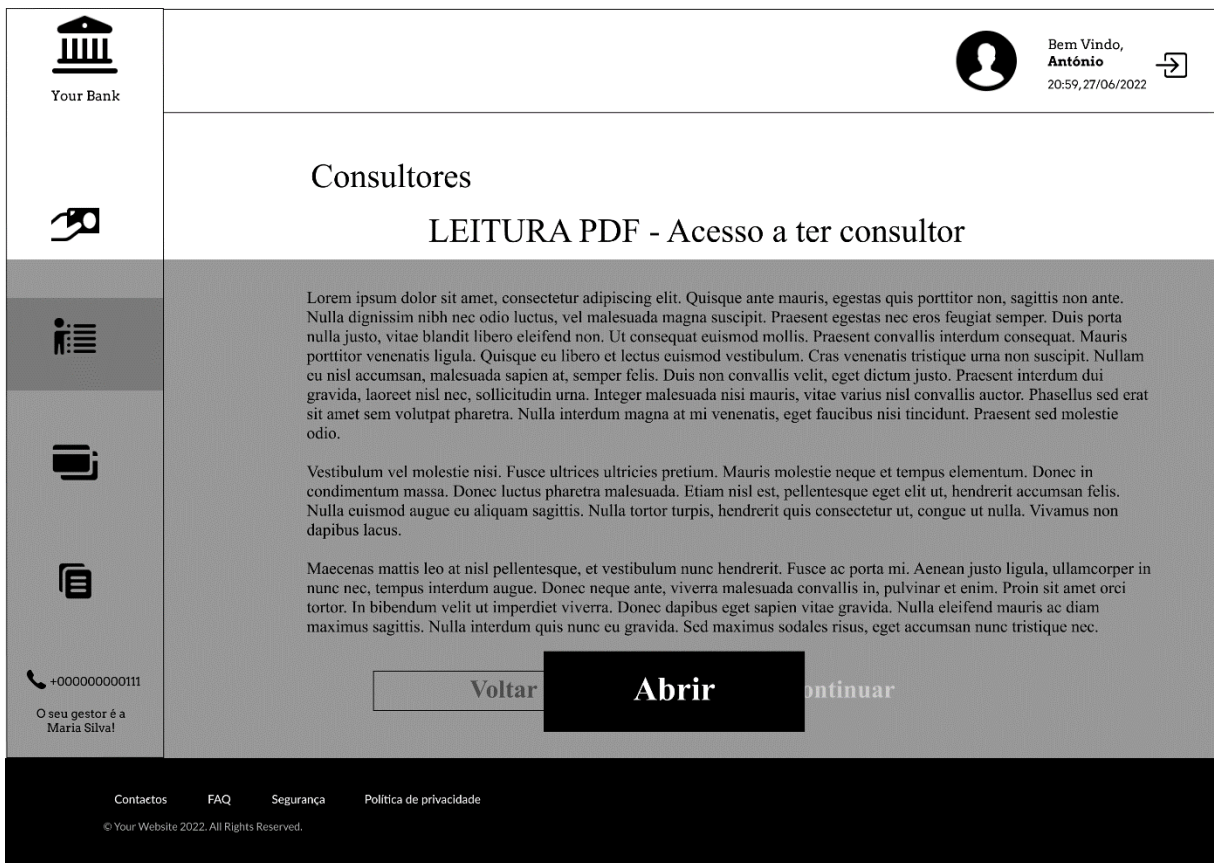 Your Bank
Bem Vindo,
António
20:59, 27/06/2022
Consultores
LEITURA PDF - Acesso a ter consultor
Lorem ipsum dolor sit amet, consectetur adipiscing elit. Quisque ante mauris, egestas quis porttitor non, sagittis non ante.
Nulla dignissim nibh nec odio luctus, vel malesuada magna suscipit. Praesent egestas nec eros feugiat semper. Duis porta
nulla justo, vitae blandit libero eleifend non. Ut consequat euismod mollis. Praesent convallis interdum consequat. Mauris
porttitor venenatis ligula. Quisque eu libero et lectus euismod vestibulum. Cras venenatis tristique urna non suscipit. Nullam
eu nisl accumsan, malesuada sapien at, semper felis. Duis non convallis velit, eget dictum justo. Praesent interdum dui
gravida, laoreet nisl nec, sollicitudin urna. Integer malesuada nisi mauris, vitae varius nisl convallis auctor. Phasellus sed erat
sit amet sem volutpat pharetra. Nulla interdum magna at mi venenatis, eget faucibus nisi tincidunt. Praesent sed molestie
odio.
Vestibulum vel molestie nisi. Fusce ultrices ultricies pretium. Mauris molestie neque et tempus elementum. Donec in
condimentum massa. Donec luctus pharetra malesuada. Etiam nisl est, pellentesque eget elit ut, hendrerit accumsan felis.
Nulla euismod augue eu aliquam sagittis. Nulla tortor turpis, hendrerit quis consectetur ut, congue ut nulla. Vivamus non
dapibus lacus.
Maecenas mattis leo at nisl pellentesque, et vestibulum nunc hendrerit. Fusce ac porta mi. Aenean justo ligula, ullamcorper in
nunc nec, tempus interdum augue. Donec neque ante, viverra malesuada convallis in, pulvinar et enim. Proin sit amet orci
tortor. In bibendum velit ut imperdiet viverra. Donec dapibus eget sapien vitae gravida. Nulla eleifend mauris ac diam
maximus sagittis. Nulla interdum quis nunc eu gravida. Sed maximus sodales risus, eget accumsan nunc tristique nec.
Voltar
Abrir
ontinuar
+000000000111
O seu gestor é a
Maria Silva!
Contactos FAQ Segurança Política de privacidade
© Your Website 2022. All Rights Reserved.